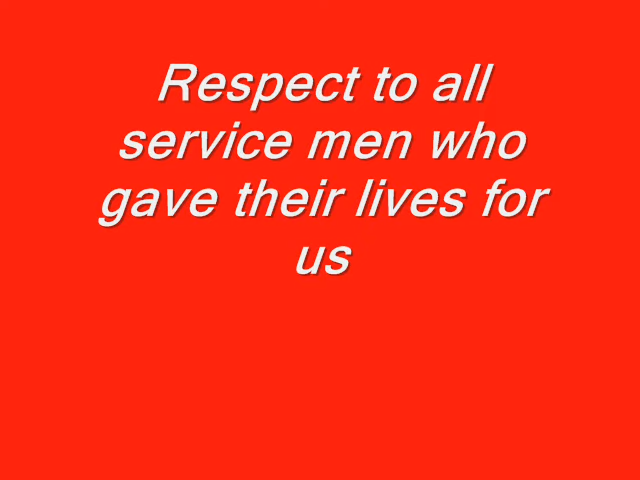 Respect to all
service men who
gave their lives for
us